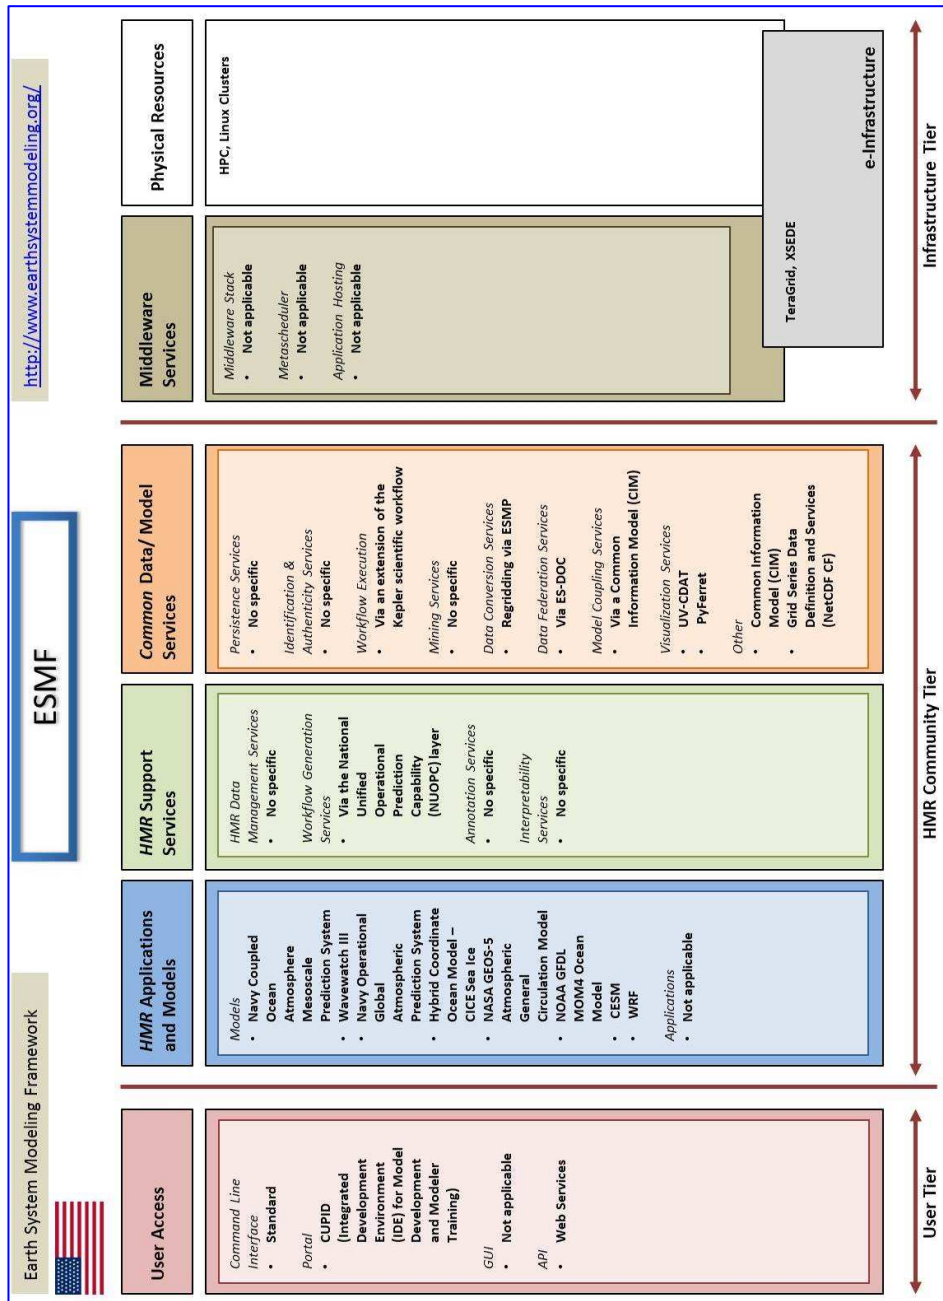 Earth System Modeling Framework
ESMF
http://www.earthsystemmodeling.org/
User Access
Command Line
Interface
• Standard
Portal
• CUPID
(Integrated
Development
Environment
(IDE) for Model
Development
and Modeler
Training)
GUI
• Not applicable
API
• Web Services
HMR Applications
and Models
Models
• Navy Coupled
Ocean
Atmosphere
Mesoscale
Prediction System
• Wavewatch III
• Navy Operational
Global
Atmospheric
Prediction System
• Hybrid Coordinate
Ocean Model –
CICE Sea Ice
• NASA GEOS-5
Atmospheric
General
Circulation Model
• NOAA GFDL
MOM4 Ocean
Model
• CESM
• WRF
Applications
• Not applicable
HMR Support
Services
HMR Data
Management Services
• No specific
Workflow Generation
Services
• Via the National
Unified
Operational
Prediction
Capability
(NUOPC) layer
Annotation Services
• No specific
Interpretability
Services
• No specific
Common Data/ Model
Services
Persistence Services
• No specific
Identification &
Authenticity Services
• No specific
Workflow Execution
• Via an extension of the
Kepler scientific workflow
Mining Services
• No specific
Data Conversion Services
• Regridding via ESMP
Data Federation Services
• Via ES-DOC
Model Coupling Services
• Via a Common
Information Model (CIM)
Visualization Services
• UV-CDAT
• PyFerret
Other
• Common Information
Model (CIM)
• Grid Series Data
Definition and Services
(NetCDF CF)
Middleware
Services
Middleware Stack
• Not applicable
Metascheduler
• Not applicable
Application Hosting
• Not applicable
Physical Resources
HPC, Linux Clusters
TeraGrid, XSEDE
e-Infrastructure
User Tier
HMR Community Tier
Infrastructure Tier